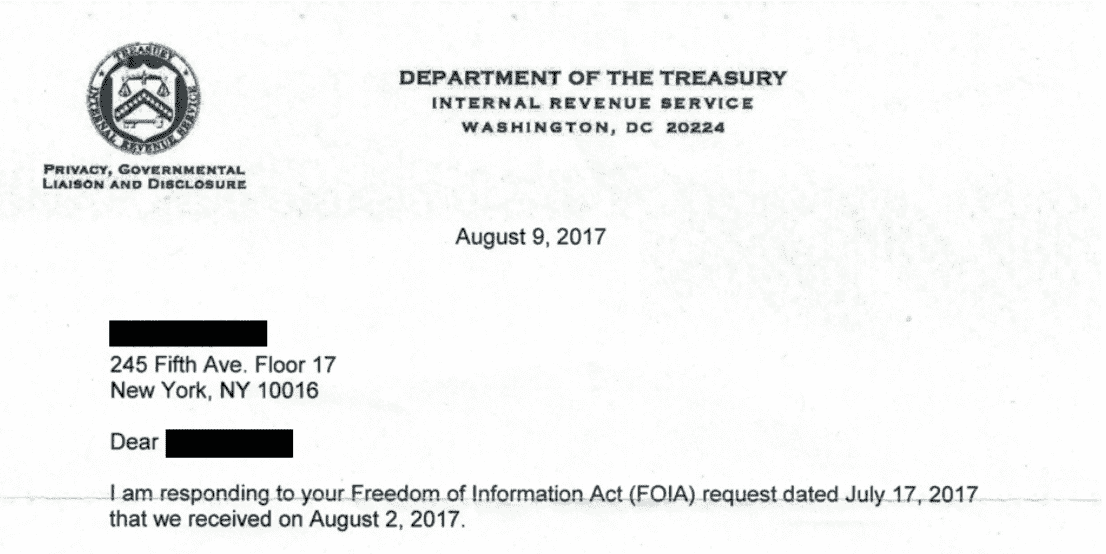 TREASURY
INTERNAL REVENUE SERVICE
DEPARTMENT OF THE TREASURY
INTERNAL REVENUE SERVICE
WASHINGTON, DC 20224
PRIVACY, GOVERNMENTAL
LIAISON AND DISCLOSURE
August 9, 2017
245 Fifth Ave. Floor 17
New York, NY 10016
Dear
I am responding to your Freedom of Information Act (FOIA) request dated July 17, 2017
that we received on August 2, 2017.